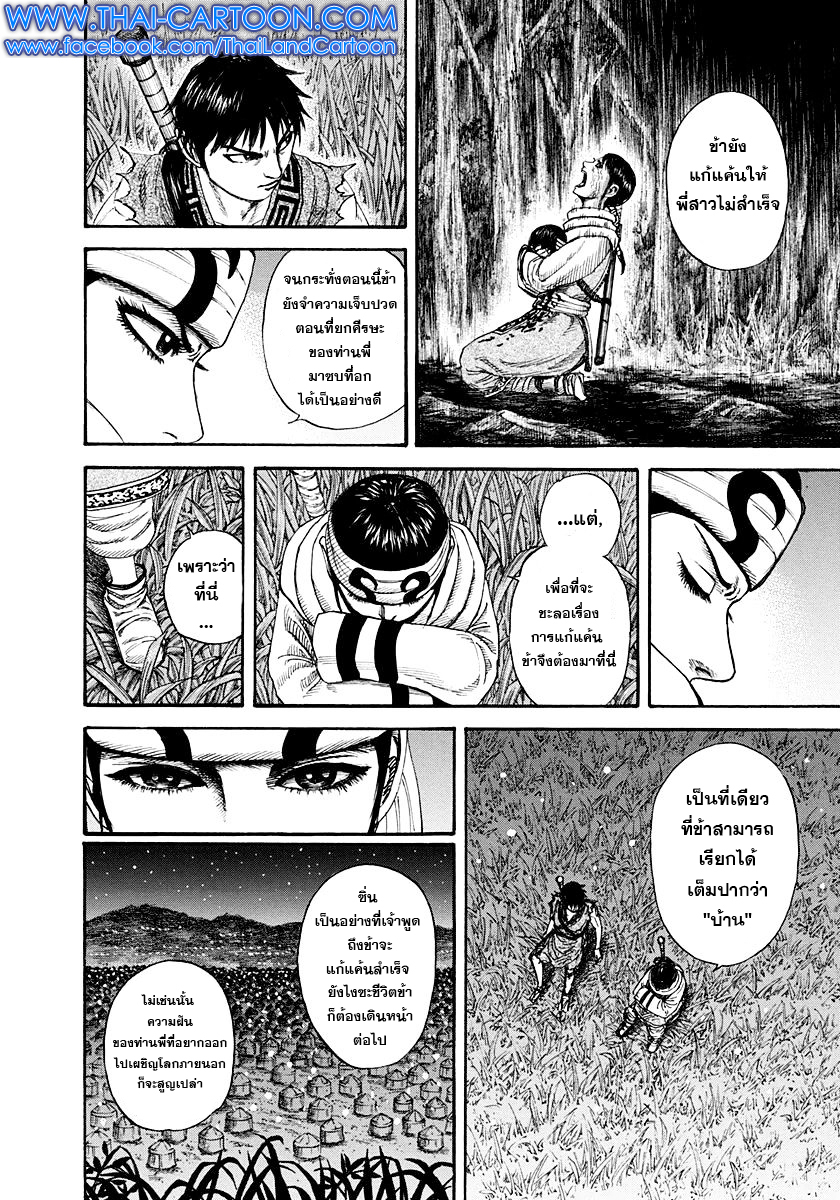 WWW.THAI-CARTOON.COM
www.facebook.com/ThaiLandCartoon
ข้ายัง
แก้แค้นให้
พี่สาวไม่สำเร็จ
จนกระทั่งตอนนี้ข้า
ยังจำความเจ็บปวด
ตอนที่ยกศีรษะ
ของท่านพี่
มาซบที่อก
ได้เป็นอย่างดี
...แต่,
เพื่อที่จะ
ชะลอเรื่อง
การแก้แค้น
ข้าจึงต้องมาที่นี่
เพราะว่า
ที่นี่
...
เป็นที่เดียว
ที่ข้าสามารถ
เรียกได้
เต็มปากว่า
"บ้าน"
ชิ่น
เป็นอย่างที่เจ้าพูด
ถึงข้าจะ
แก้แค้นสำเร็จ
ยังไงซะชีวิตข้า
ก็ต้องเดินหน้า
ต่อไป
ไม่เช่นนั้น
ความฝัน
ของท่านพี่ที่อยากออก
ไปเผชิญโลกภายนอก
ก็จะสูญเปล่า